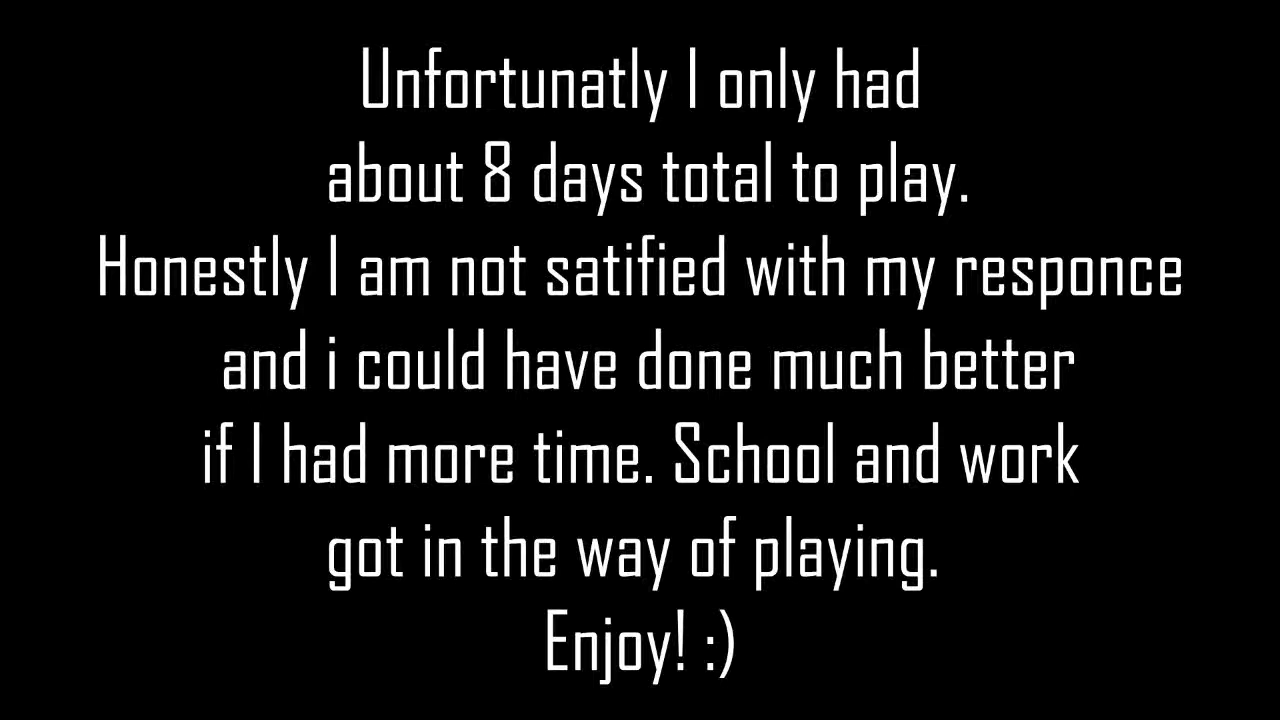 Unfortunatly I only had
about 8 days total to play.
Honestly I am not satified with my responce
and i could have done much better
if I had more time. School and work
got in the way of playing.
Enjoy! :)